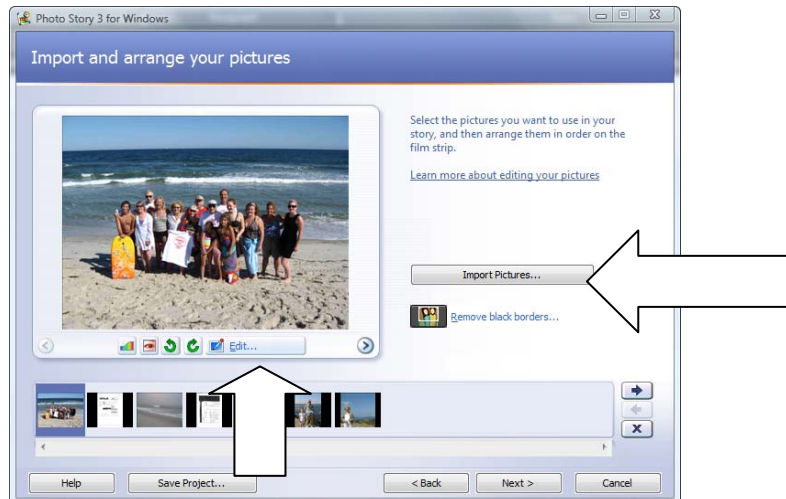 Photo Story 3 for Windows
Import and arrange your pictures
Select the pictures you want to use in your
story, and then arrange them in order on the
film strip.
Learn more about editing your pictures
Import Pictures...
Remove black borders...
Edit...
Help
Save Project...
< Back
Next >
Cancel